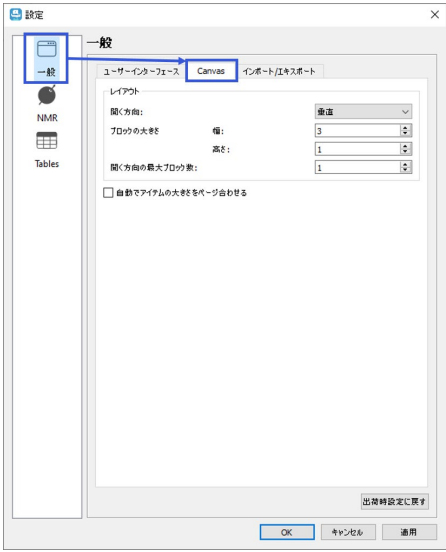 設定
一般
NMR
Tables
一般
ユーザーインターフェース Canvas インポート/エキスポート
レイアウト
開く方向: 垂直
ブロックの大きさ 幅: 3
高さ: 1
開く方向の最大ブロック数: 1
自動でアイテムの大きさをページ合わせる
出荷時設定に戻す
OK キャンセル 適用